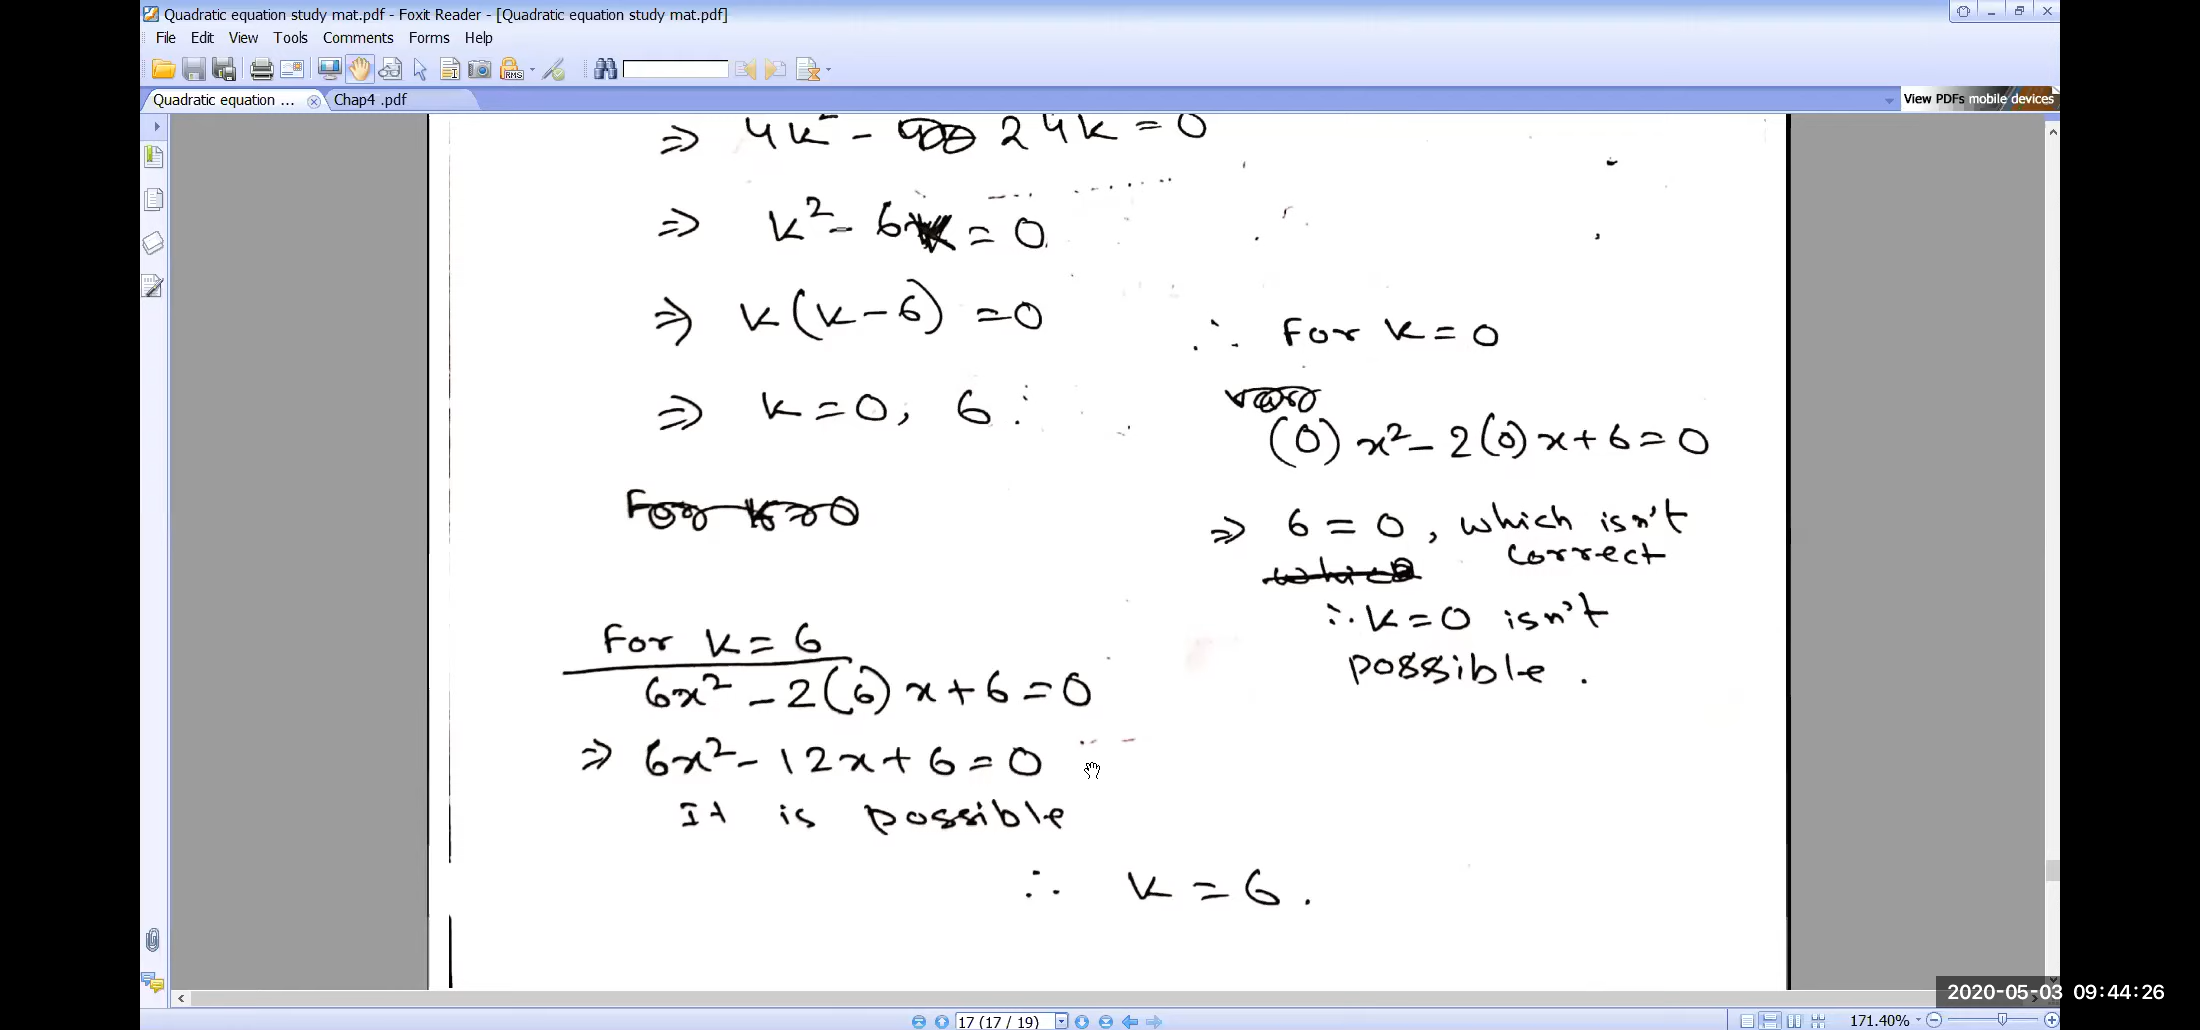 Quadratic equation study mat.pdf - Foxit Reader - [Quadratic equation study mat.pdf]
File Edit View Tools Comments Forms Help
Quadratic equation ... Chap4 .pdf
View PDFs mobile devices
⇒ 4k² - 24k = 0
⇒ k² - 6k = 0
⇒ k(k-6) = 0
⇒ k = 0, 6
For k = 0
For k = 6
6x² - 2(6)x + 6 = 0
⇒ 6x² - 12x + 6 = 0
It is possible
∴ For k = 0
(0)x² - 2(0)x + 6 = 0
⇒ 6 = 0, which isn't
correct
∴ k = 0 isn't
possible.
∴ k = 6.
2020-05-03 09:44:26
17 (17 / 19)
171.40%